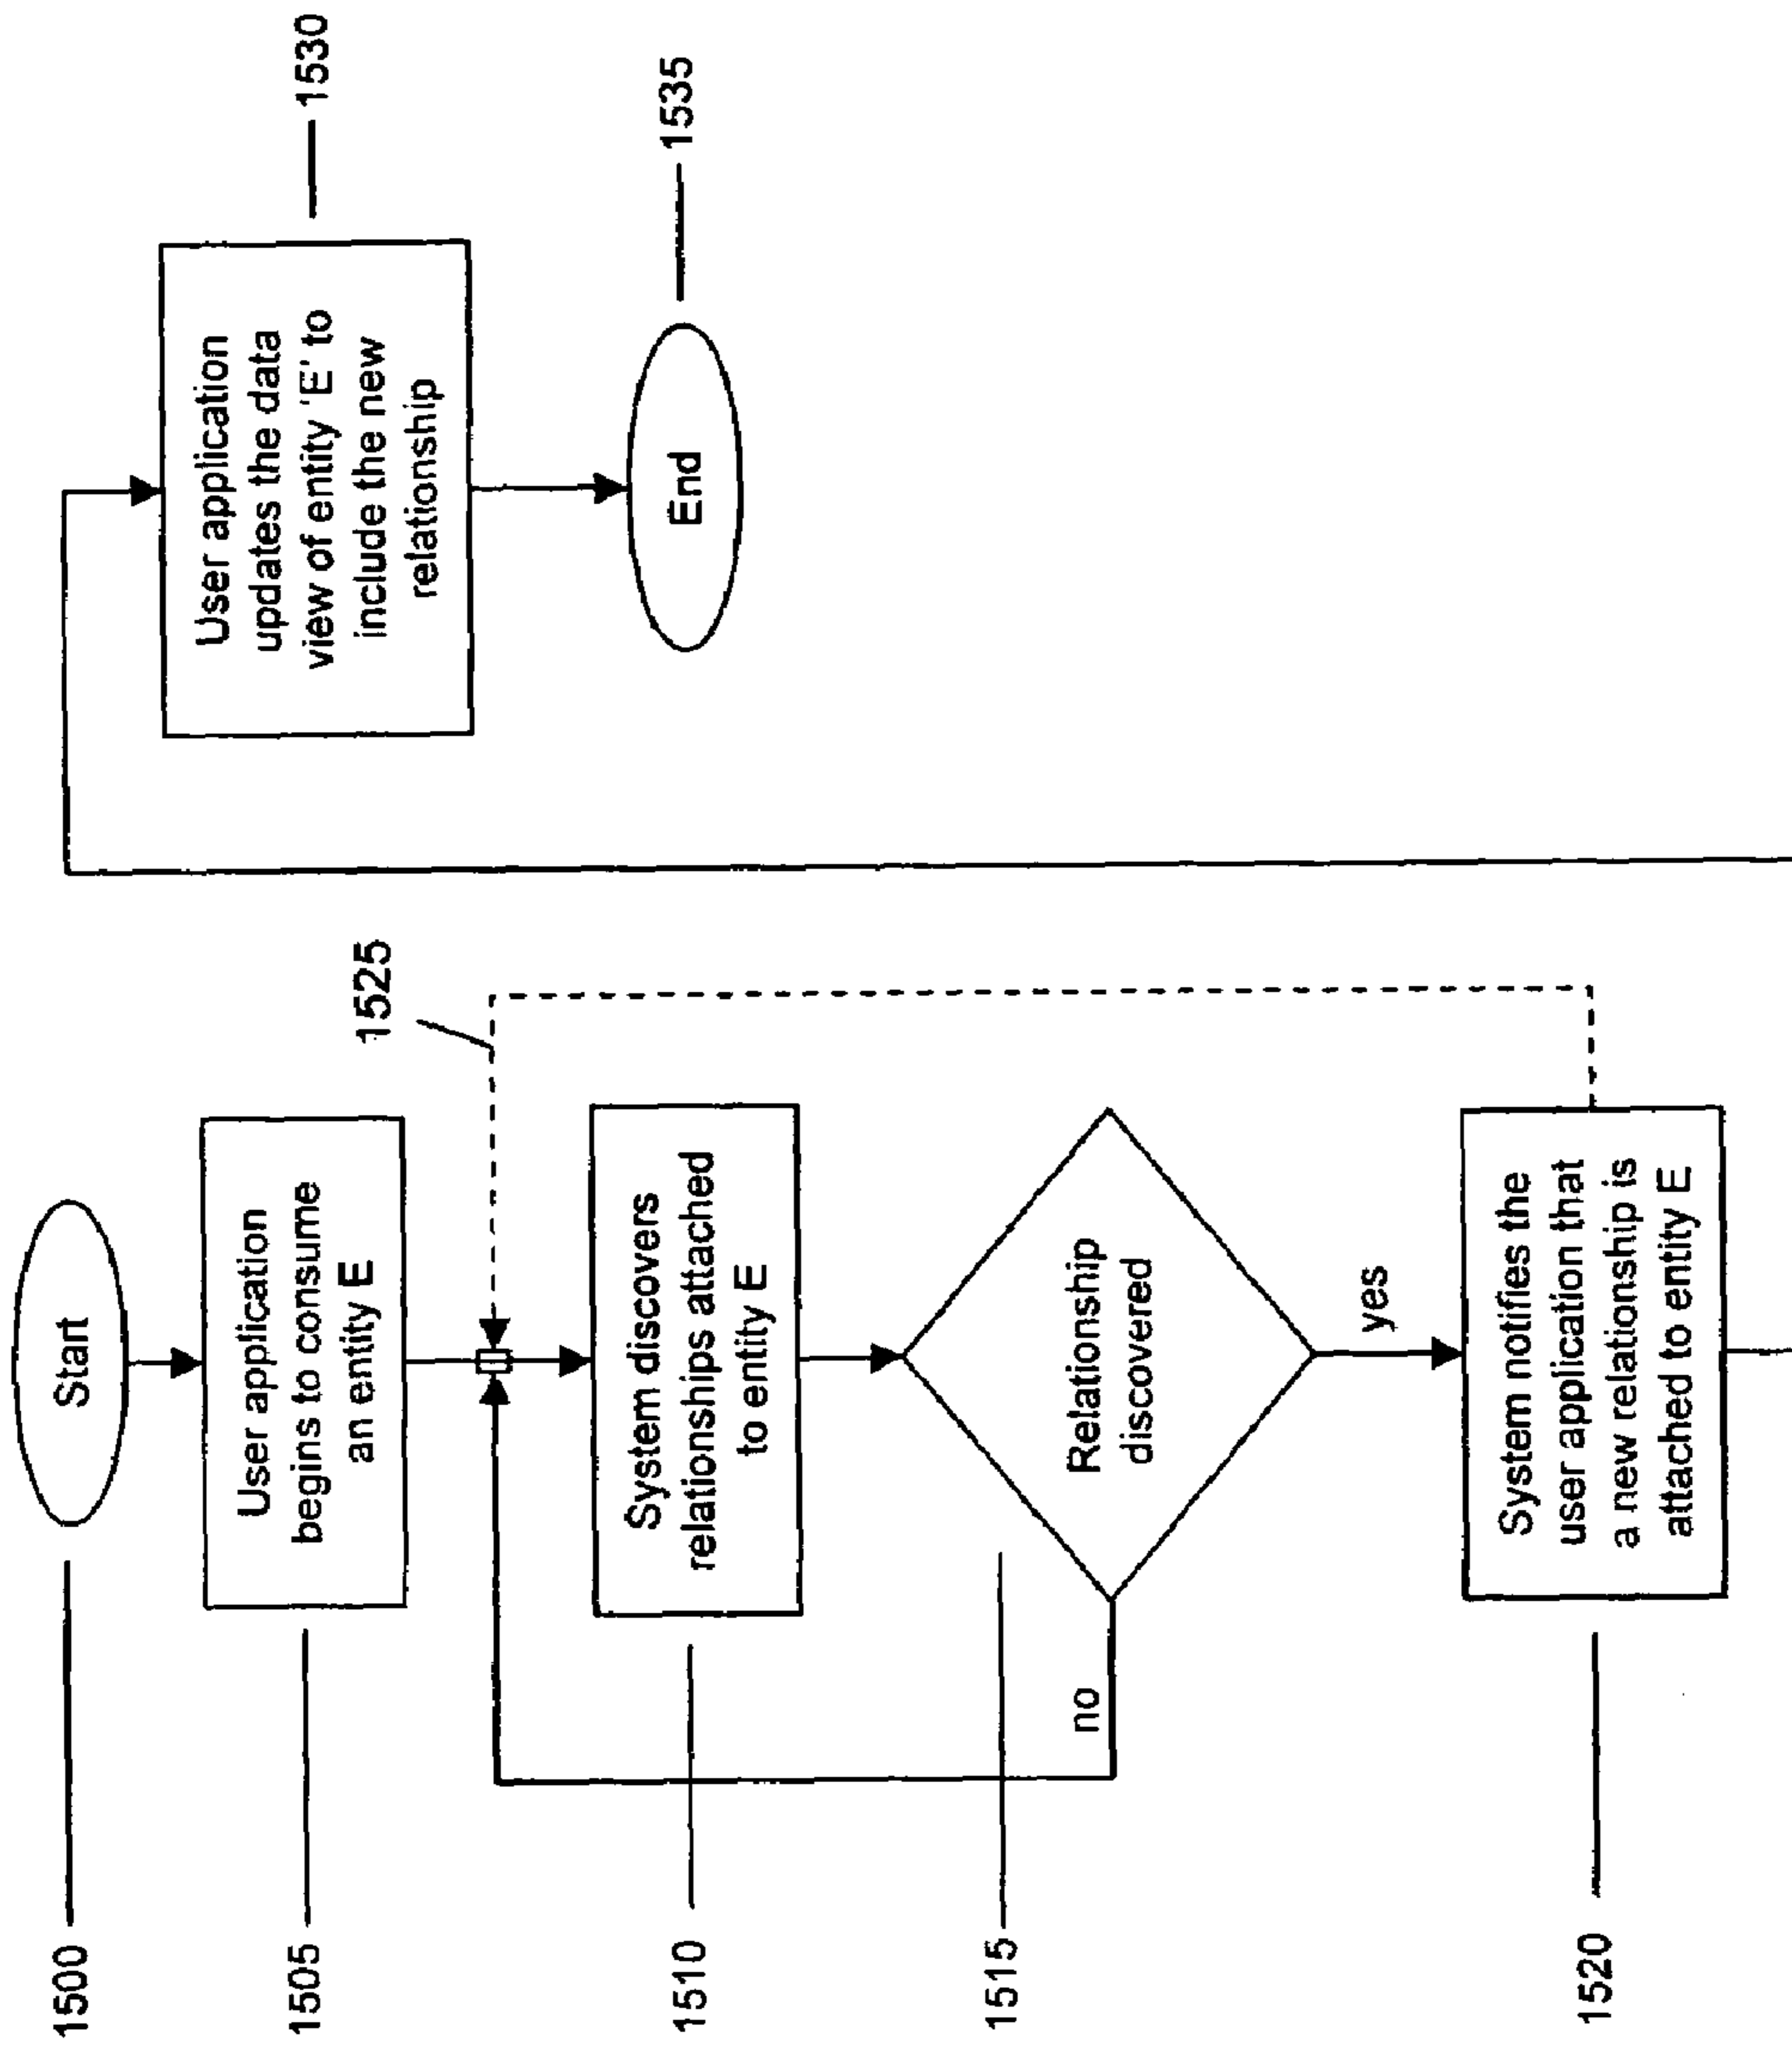 1500
Start
1505
User application
begins to consume
an entity E
1525
1510
System discovers
relationships attached
to entity E
1515
Relationship
discovered
no
yes
1520
System notifies the
user application that
a new relationship is
attached to entity E
1530
User application
updates the data
view of entity 'E' to
include the new
relationship
1535
End